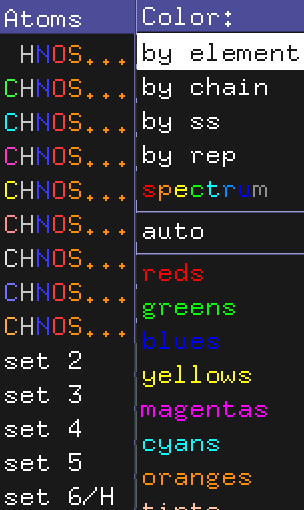 Atoms
HNOS...
CHNOS...
CHNOS...
CHNOS...
CHNOS...
CHNOS...
CHNOS...
CHNOS...
CHNOS...
set 2
set 3
set 4
set 5
set 6/H
Color:
by element
by chain
by ss
by rep
spectrum
auto
reds
greens
blues
yellows
magentas
cyans
oranges
tints